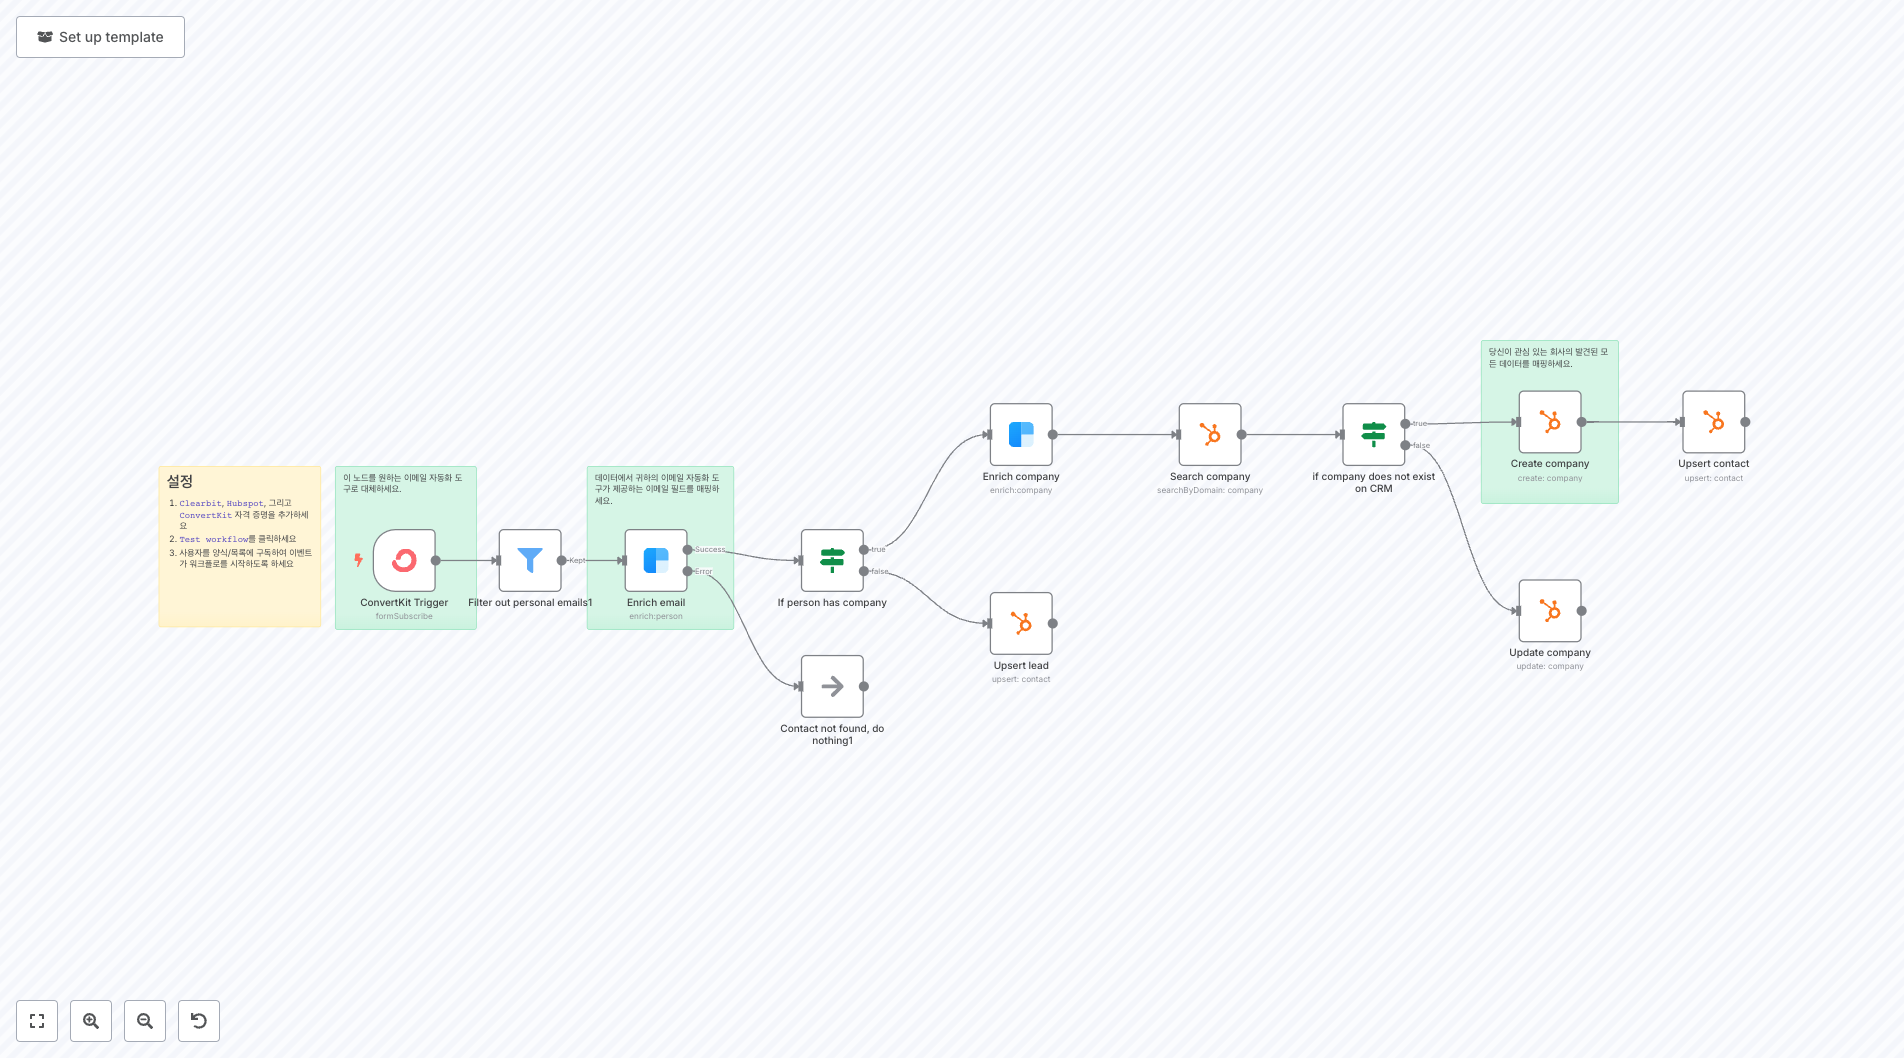 Set up template
설정
1. Clearbit, Hubspot, 그리고
ConvertKit 자격 증명을 추가하세
요
2. Test workflow를 클릭하세요
3. 사용자를 양식/목록에 구독하여 이벤트
가 워크플로를 시작하도록 하세요
이 노드를 원하는 이메일 자동화 도
구로 대체하세요.
ConvertKit Trigger
formSubscribe
Filter out personal emails1
Kept
데이터에서 귀하의 이메일 자동화 도
구가 제공하는 이메일 필드를 매핑하
세요.
Success
Error
Enrich email
enrich:person
If person has company
true
false
Contact not found, do
nothing1
Enrich company
enrich:company
Upsert lead
upsert: contact
Search company
searchByDomain: company
if company does not exist
on CRM
true
false
당신이 관심 있는 회사의 발견된 모
든 데이터를 매핑하세요.
Create company
create: company
Upsert contact
upsert: contact
Update company
update: company